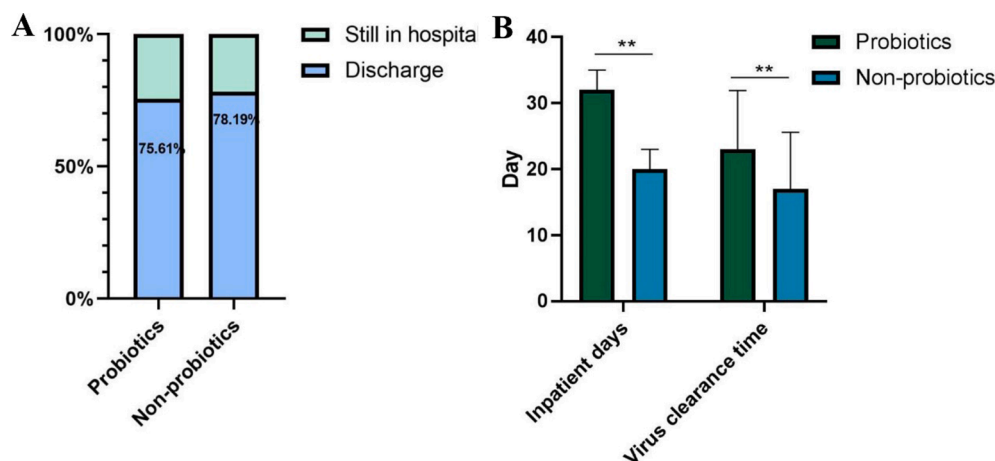 A
100%
50%
0%
75.61%
78.19%
Probiotics
Non-probiotics
Still in hospita
Discharge
B
Day
40
30
20
10
0
**
**
Inpatient days
Virus clearance time
Probiotics
Non-probiotics